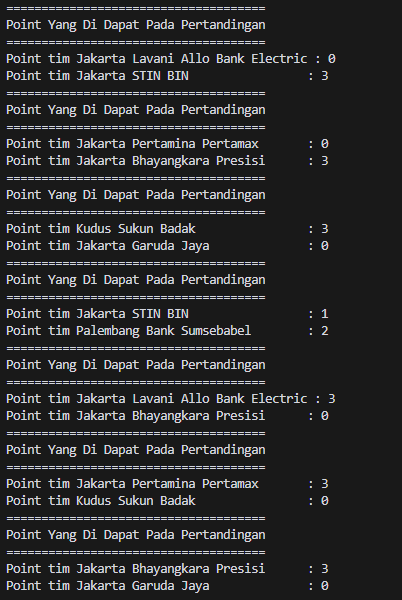 =====================================
Point Yang Di Dapat Pada Pertandingan
=====================================
Point tim Jakarta Lavani Allo Bank Electric : 0
Point tim Jakarta STIN BIN                 : 3
=====================================
Point Yang Di Dapat Pada Pertandingan
=====================================
Point tim Jakarta Pertamina Pertamax       : 0
Point tim Jakarta Bhayangkara Presisi      : 3
=====================================
Point Yang Di Dapat Pada Pertandingan
=====================================
Point tim Kudus Sukun Badak                : 3
Point tim Jakarta Garuda Jaya              : 0
=====================================
Point Yang Di Dapat Pada Pertandingan
=====================================
Point tim Jakarta STIN BIN                 : 1
Point tim Palembang Bank Sumsebabel        : 2
=====================================
Point Yang Di Dapat Pada Pertandingan
=====================================
Point tim Jakarta Lavani Allo Bank Electric : 3
Point tim Jakarta Bhayangkara Presisi      : 0
=====================================
Point Yang Di Dapat Pada Pertandingan
=====================================
Point tim Jakarta Pertamina Pertamax       : 3
Point tim Kudus Sukun Badak                : 0
=====================================
Point Yang Di Dapat Pada Pertandingan
=====================================
Point tim Jakarta Bhayangkara Presisi      : 3
Point tim Jakarta Garuda Jaya              : 0